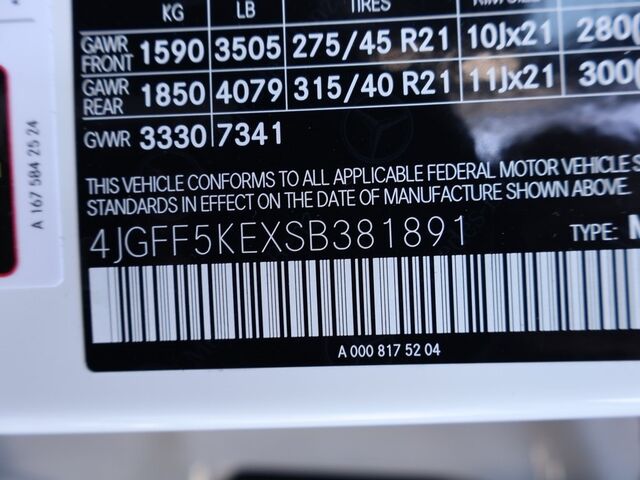 KG LB TIRES
GAWR FRONT 1590 3505 275/45 R21 10Jx21
GAWR REAR 1850 4079 315/40 R21 11Jx21
GVWR 3330 7341
THIS VEHICLE CONFORMS TO ALL APPLICABLE FEDERAL MOTOR VEHICLE
STANDARDS IN EFFECT ON THE DATE OF MANUFACTURE SHOWN ABOVE.
4JGFF5KEXSB381891 TYPE:
A 000 817 52 04
A 167 584 25 24